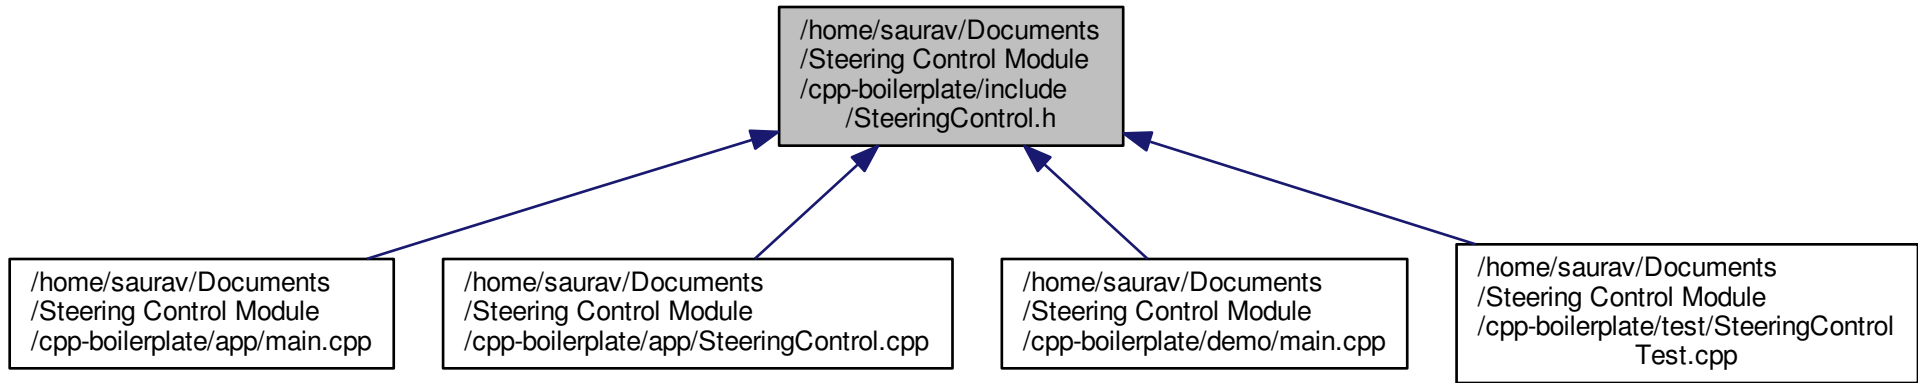 /home/saurav/Documents
/Steering Control Module
/cpp-boilerplate/include
/SteeringControl.h
/home/saurav/Documents
/Steering Control Module
/cpp-boilerplate/app/main.cpp
/home/saurav/Documents
/Steering Control Module
/cpp-boilerplate/app/SteeringControl.cpp
/home/saurav/Documents
/Steering Control Module
/cpp-boilerplate/demo/main.cpp
/home/saurav/Documents
/Steering Control Module
/cpp-boilerplate/test/SteeringControl
Test.cpp